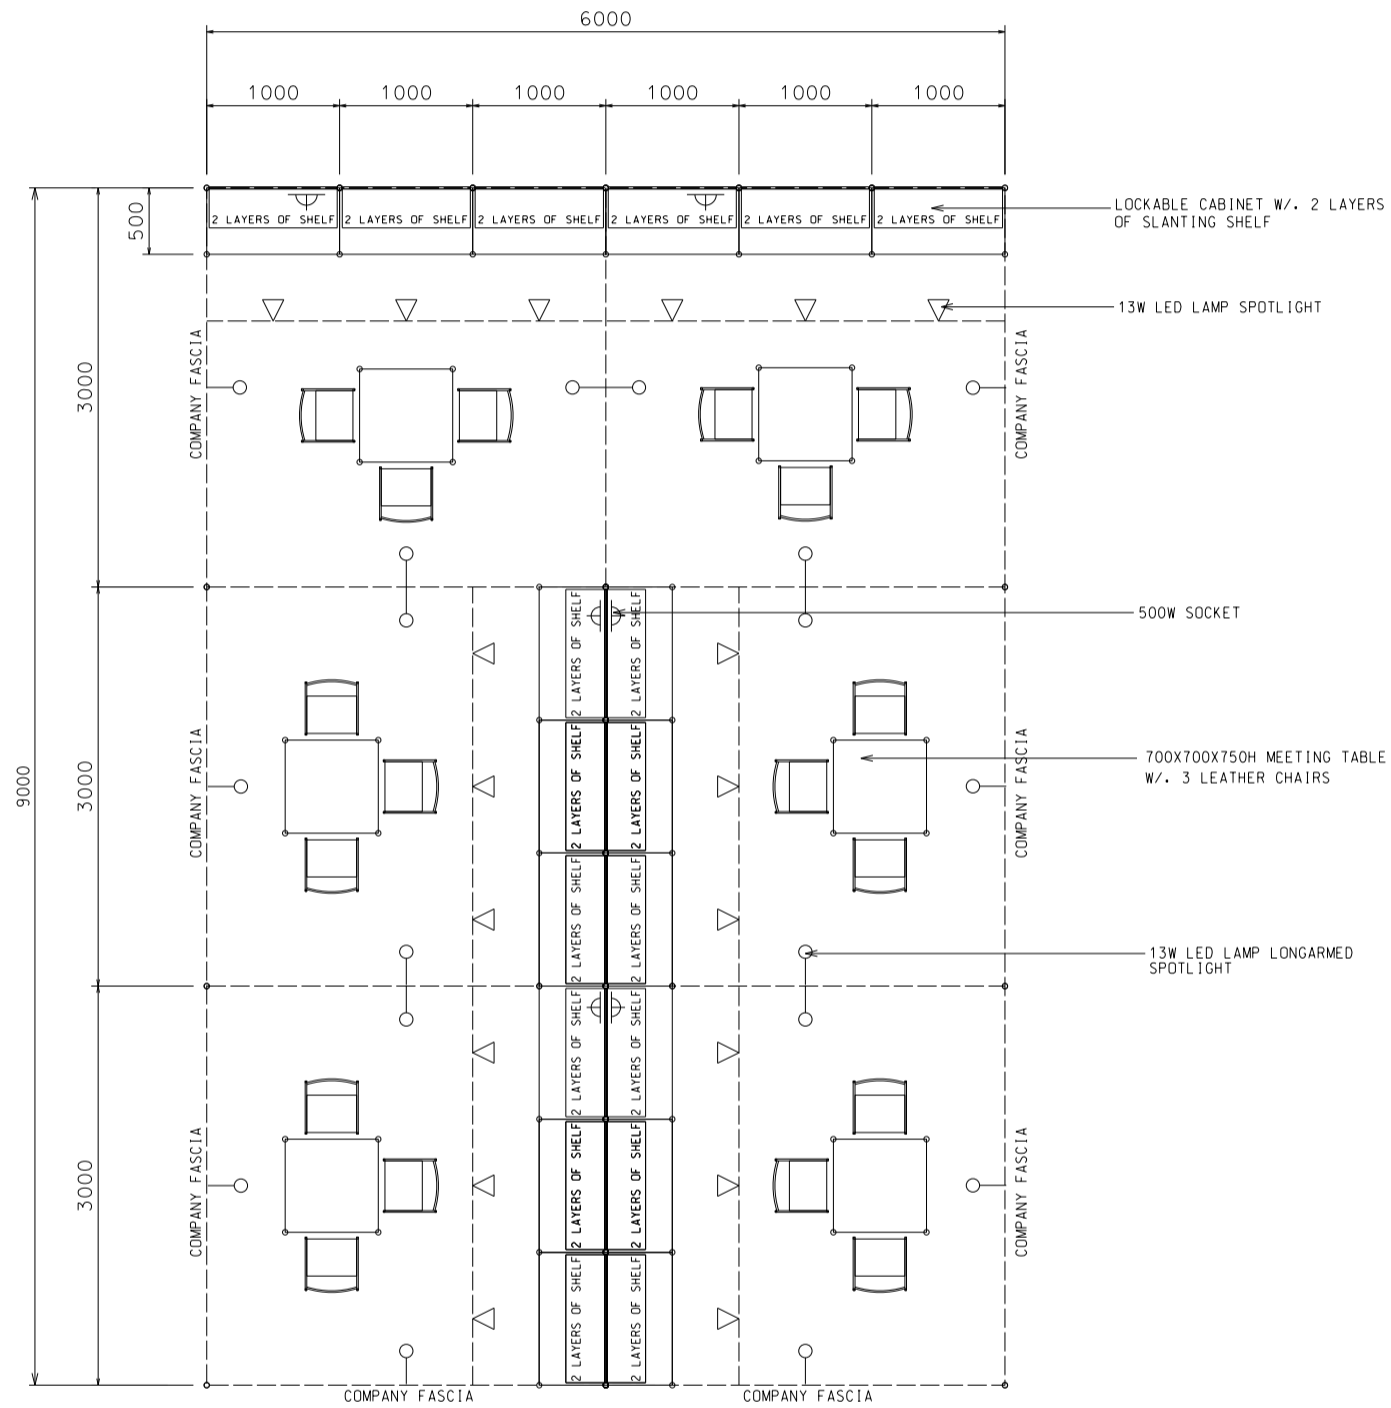 6000
1000 1000 1000 1000 1000 1000
500
2 LAYERS OF SHELF 2 LAYERS OF SHELF 2 LAYERS OF SHELF 2 LAYERS OF SHELF 2 LAYERS OF SHELF 2 LAYERS OF SHELF
LOCKABLE CABINET W/. 2 LAYERS
OF SLANTING SHELF
13W LED LAMP SPOTLIGHT
COMPANY FASCIA
COMPANY FASCIA
3000
500W SOCKET
2 LAYERS OF SHELF
2 LAYERS OF SHELF
9000
3000
COMPANY FASCIA
2 LAYERS OF SHELF
2 LAYERS OF SHELF
COMPANY FASCIA
700X700X750H MEETING TABLE
W/. 3 LEATHER CHAIRS
2 LAYERS OF SHELF
2 LAYERS OF SHELF
13W LED LAMP LONGARMED
SPOTLIGHT
2 LAYERS OF SHELF
2 LAYERS OF SHELF
3000
COMPANY FASCIA
2 LAYERS OF SHELF
2 LAYERS OF SHELF
COMPANY FASCIA
2 LAYERS OF SHELF
2 LAYERS OF SHELF
COMPANY FASCIA
COMPANY FASCIA